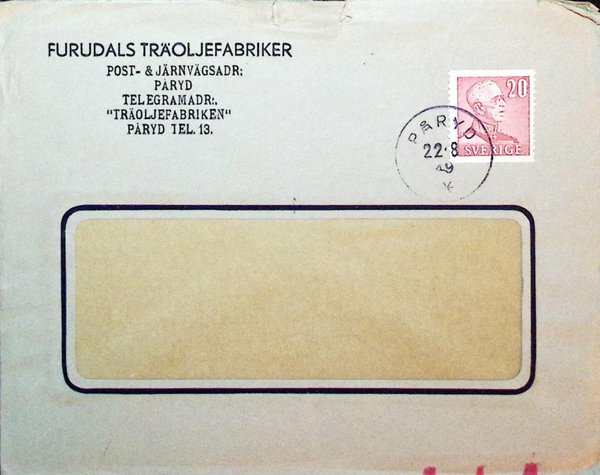 FURUDALS TRÄOLJEFABRIKER
POST- & JÄRNVÄGSADR;
PÅRYD
TELEGRAMADR:,
"TRÄOLJEFABRIKEN"
PÅRYD TEL. 13.
20
SVERIGE
PÅRYD
22·8
49
K